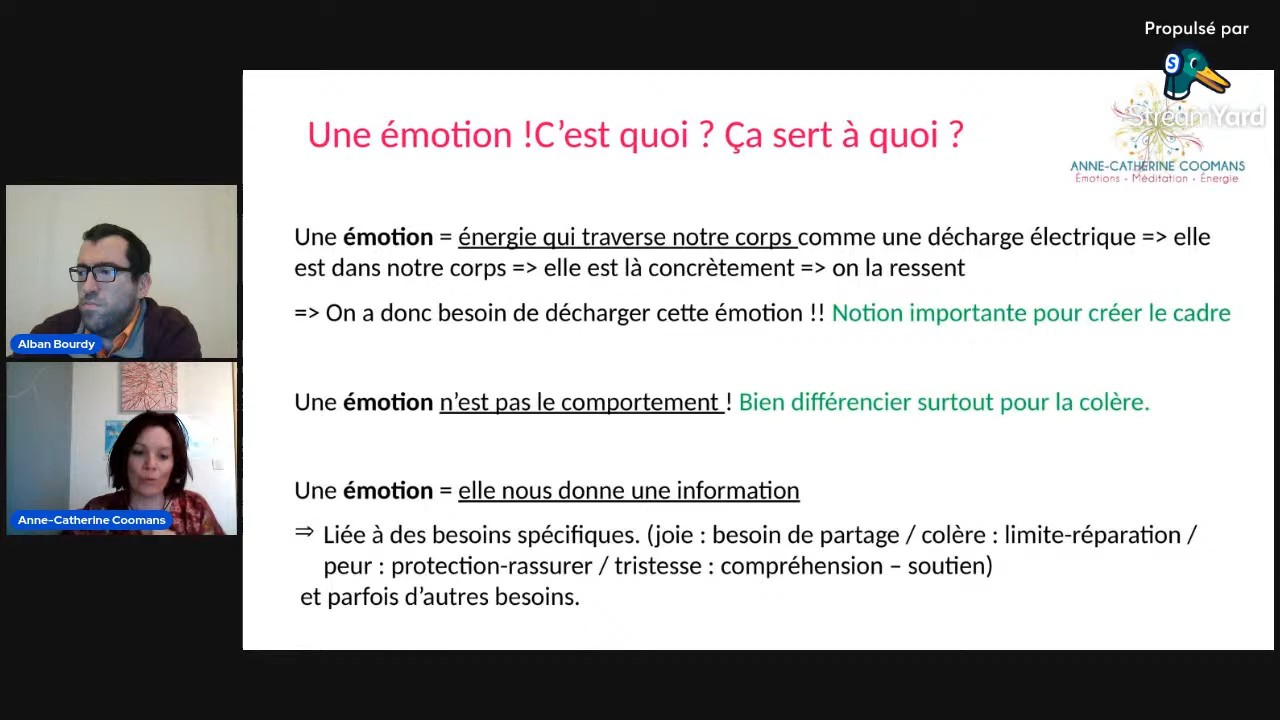 Propulsé par
S
StreamYard
Une émotion !C’est quoi ? Ça sert à quoi ?
ANNE-CATHERINE COOMANS
Émotions • Méditation • Énergie
Une émotion = énergie qui traverse notre corps comme une décharge électrique => elle
est dans notre corps => elle est là concrètement => on la ressent
=> On a donc besoin de décharger cette émotion !! Notion importante pour créer le cadre
Alban Bourdy
Une émotion n’est pas le comportement ! Bien différencier surtout pour la colère.
Une émotion = elle nous donne une information
Anne-Catherine Coomans
⇒ Liée à des besoins spécifiques. (joie : besoin de partage / colère : limite-réparation /
peur : protection-rassurer / tristesse : compréhension – soutien)
et parfois d’autres besoins.